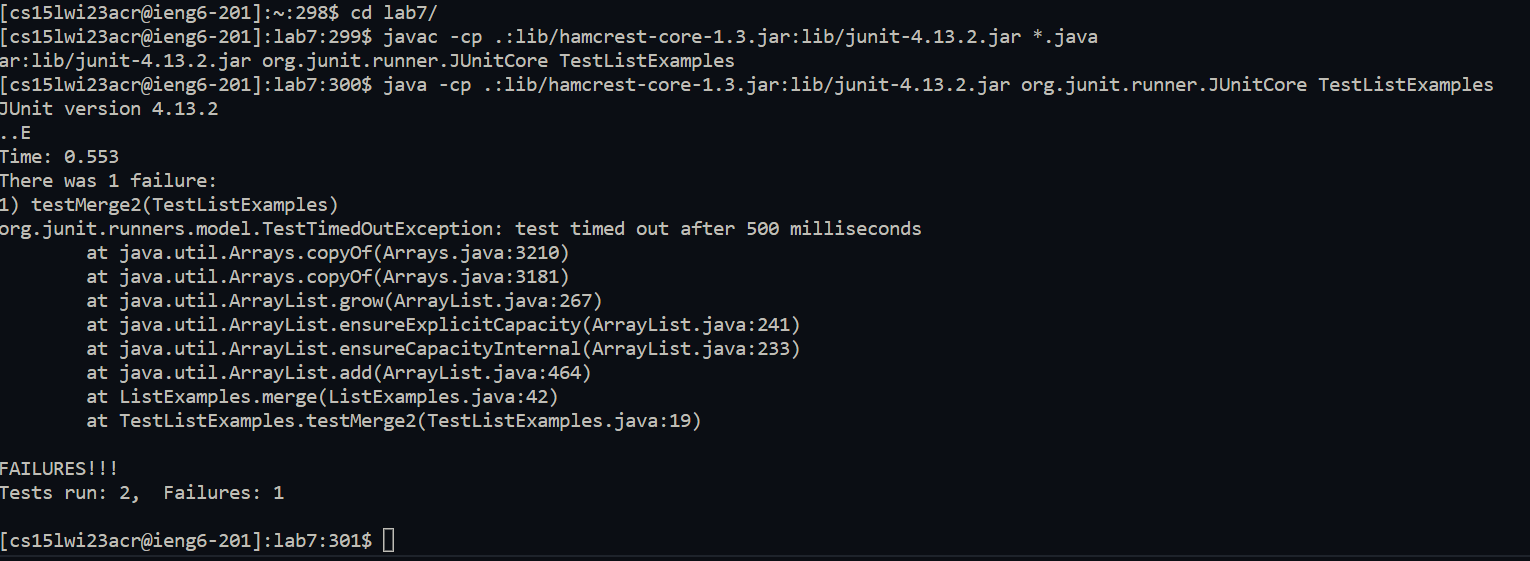 [cs15lwi23acr@ieng6-201]:~:298$ cd lab7/
[cs15lwi23acr@ieng6-201]:lab7:299$ javac -cp .:lib/hamcrest-core-1.3.jar:lib/junit-4.13.2.jar *.java
ar:lib/junit-4.13.2.jar org.junit.runner.JUnitCore TestListExamples
[cs15lwi23acr@ieng6-201]:lab7:300$ java -cp .:lib/hamcrest-core-1.3.jar:lib/junit-4.13.2.jar org.junit.runner.JUnitCore TestListExamples
JUnit version 4.13.2
..E
Time: 0.553
There was 1 failure:
1) testMerge2(TestListExamples)
org.junit.runners.model.TestTimedOutException: test timed out after 500 milliseconds
        at java.util.Arrays.copyOf(Arrays.java:3210)
        at java.util.Arrays.copyOf(Arrays.java:3181)
        at java.util.ArrayList.grow(ArrayList.java:267)
        at java.util.ArrayList.ensureExplicitCapacity(ArrayList.java:241)
        at java.util.ArrayList.ensureCapacityInternal(ArrayList.java:233)
        at java.util.ArrayList.add(ArrayList.java:464)
        at ListExamples.merge(ListExamples.java:42)
        at TestListExamples.testMerge2(TestListExamples.java:19)

FAILURES!!!
Tests run: 2,  Failures: 1

[cs15lwi23acr@ieng6-201]:lab7:301$